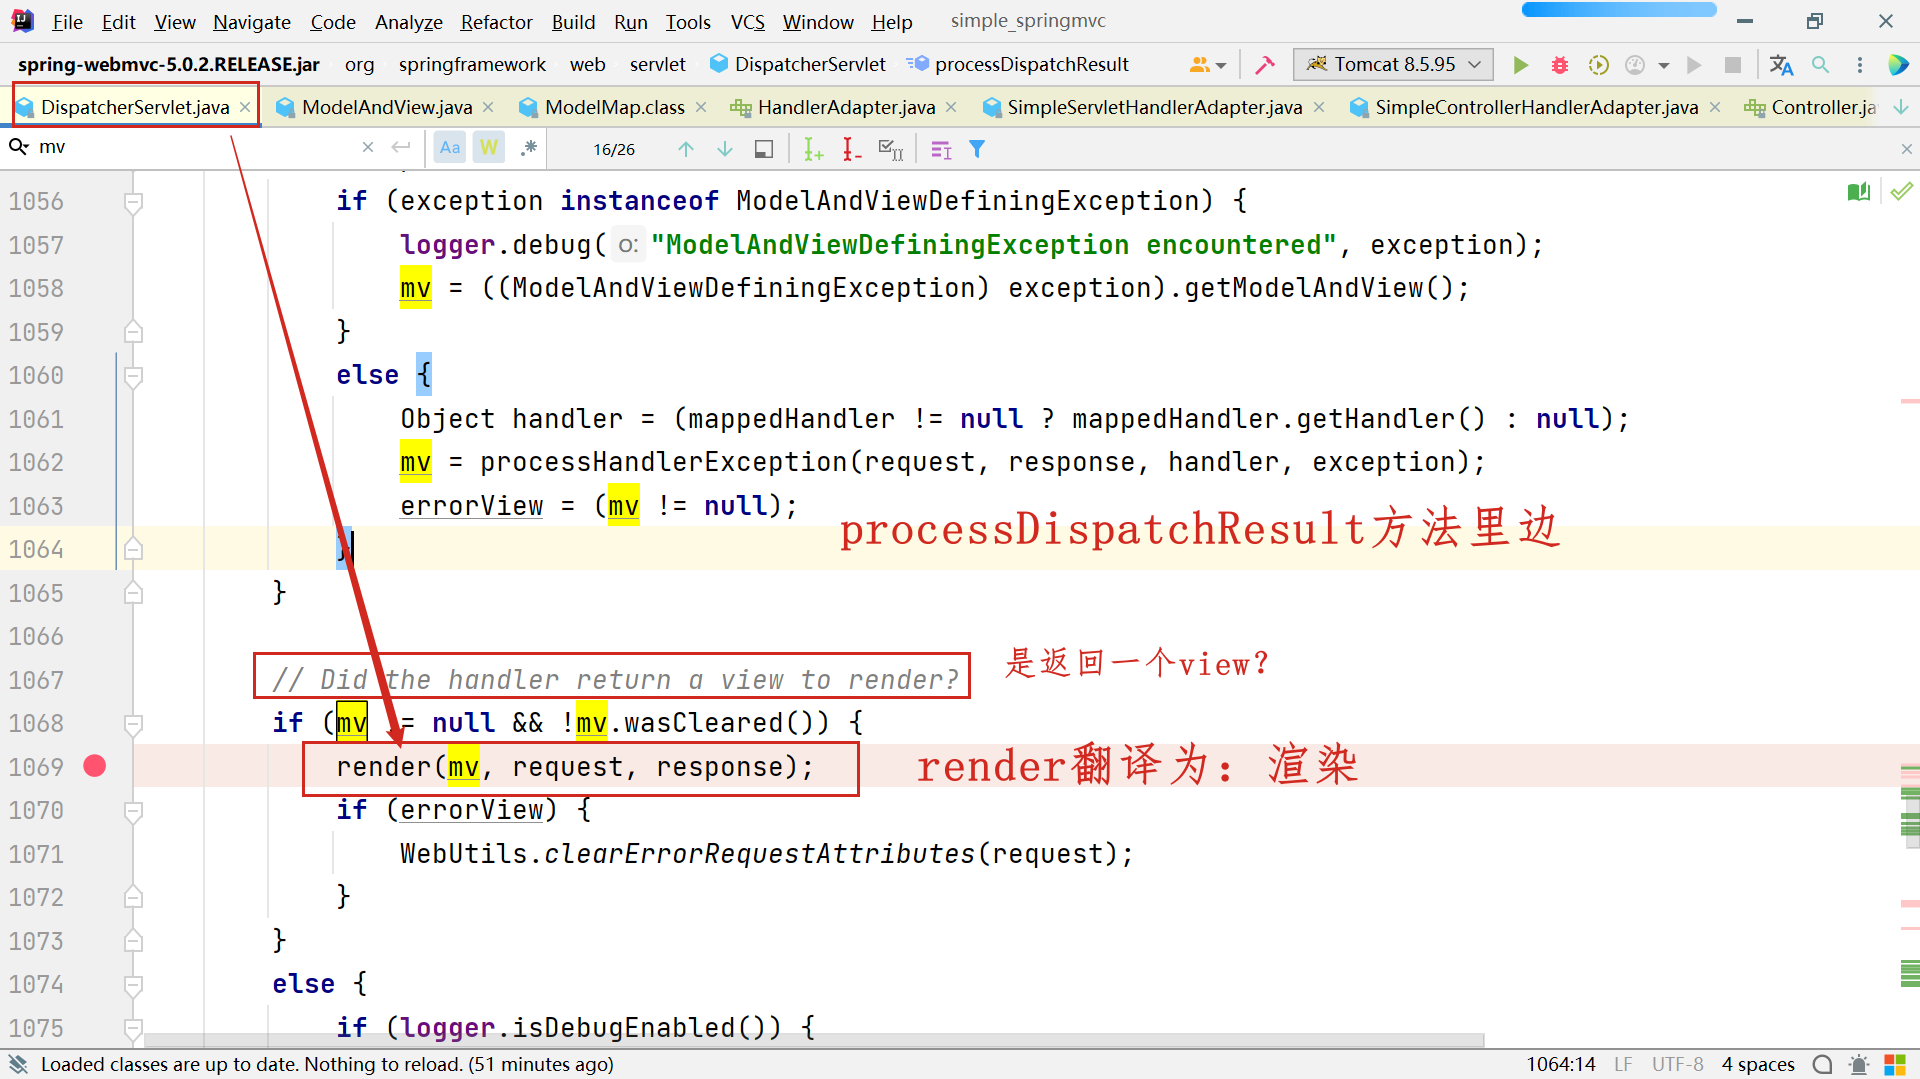 File Edit View Navigate Code Analyze Refactor Build Run Tools VCS Window Help simple_springmvc
spring-webmvc-5.0.2.RELEASE.jar org springframework web servlet DispatcherServlet processDispatchResult Tomcat 8.5.95
DispatcherServlet.java ModelAndView.java ModelMap.class HandlerAdapter.java SimpleServletHandlerAdapter.java SimpleControllerHandlerAdapter.java Controller.ja
mv Aa W .* 16/26
1056 if (exception instanceof ModelAndViewDefiningException) {
1057 logger.debug( o: "ModelAndViewDefiningException encountered", exception);
1058 mv = ((ModelAndViewDefiningException) exception).getModelAndView();
1059 }
1060 else {
1061 Object handler = (mappedHandler != null ? mappedHandler.getHandler() : null);
1062 mv = processHandlerException(request, response, handler, exception);
1063 errorView = (mv != null);
processDispatchResult方法里边
1064 }
1065 }
1066
1067 // Did the handler return a view to render? 是返回一个view?
1068 if (mv != null && !mv.wasCleared()) {
1069 render(mv, request, response); render翻译为：渲染
1070 if (errorView) {
1071 WebUtils.clearErrorRequestAttributes(request);
1072 }
1073 }
1074 else {
1075 if (logger.isDebugEnabled()) {
Loaded classes are up to date. Nothing to reload. (51 minutes ago) 1064:14 LF UTF-8 4 spaces